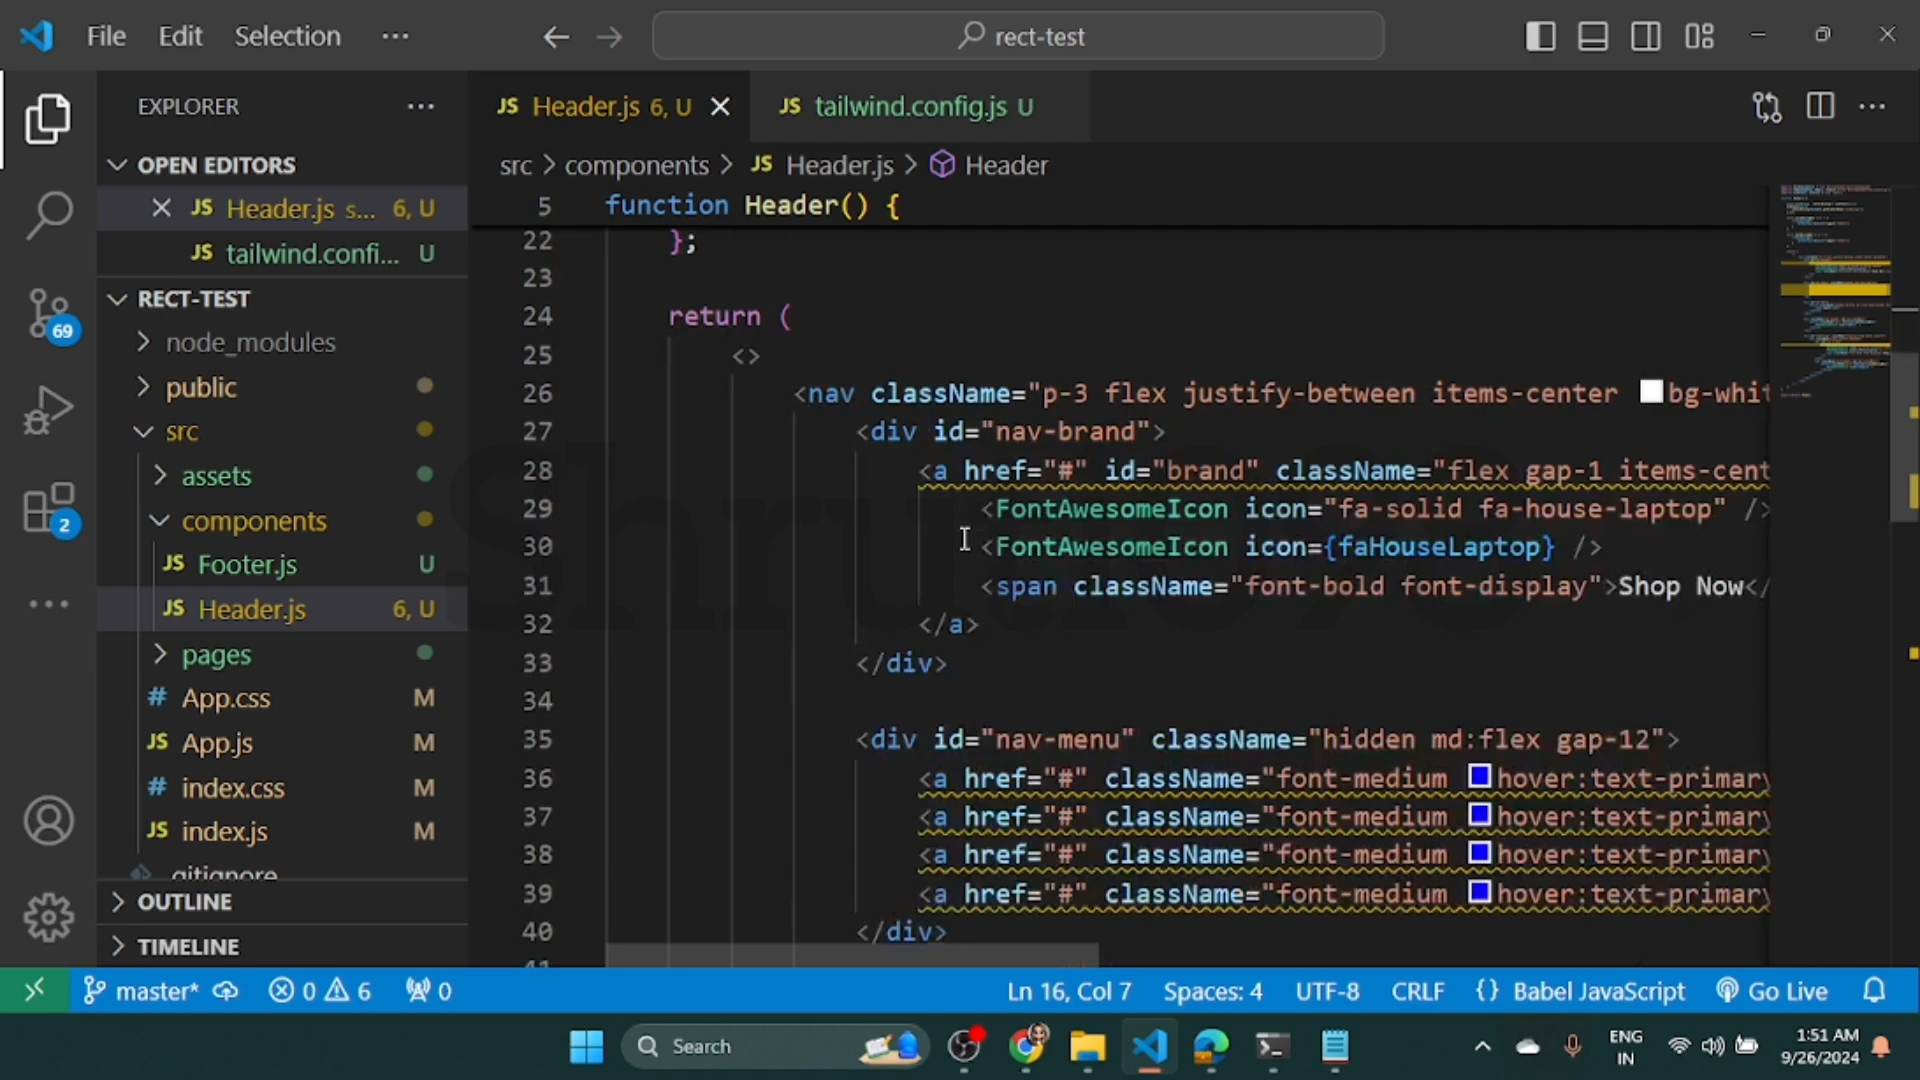 File Edit Selection ··· rect-test
EXPLORER ···
OPEN EDITORS
JS Header.js s... 6, U
JS tailwind.confi... U
RECT-TEST
node_modules
public
src
assets
components
JS Footer.js U
JS Header.js 6, U
pages
# App.css M
JS App.js M
# index.css M
JS index.js M
.gitignore
OUTLINE
TIMELINE
69
2
JS Header.js 6, U JS tailwind.config.js U ···
src > components > JS Header.js > Header
5 function Header() {
22 };
23
24 return (
25 <>
26 <nav className="p-3 flex justify-between items-center bg-whit
27 <div id="nav-brand">
28 <a href="#" id="brand" className="flex gap-1 items-cent
29 <FontAwesomeIcon icon="fa-solid fa-house-laptop" />
30 <FontAwesomeIcon icon={faHouseLaptop} />
31 <span className="font-bold font-display">Shop Now</
32 </a>
33 </div>
34
35 <div id="nav-menu" className="hidden md:flex gap-12">
36 <a href="#" className="font-medium hover:text-primary
37 <a href="#" className="font-medium hover:text-primary
38 <a href="#" className="font-medium hover:text-primary
39 <a href="#" className="font-medium hover:text-primary
40 </div>
master* 0 6 0 Ln 16, Col 7 Spaces: 4 UTF-8 CRLF {} Babel JavaScript Go Live
Search ENG 1:51 AM
IN 9/26/2024